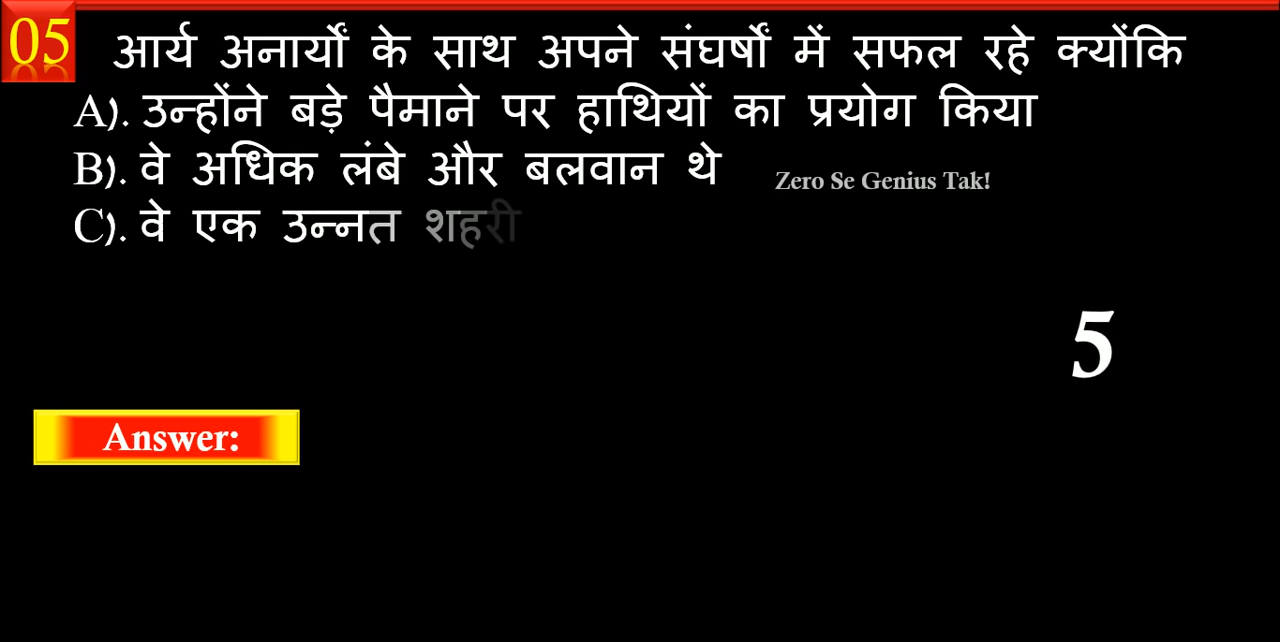 05 आर्य अनार्यों के साथ अपने संघर्षों में सफल रहे क्योंकि
A). उन्होंने बड़े पैमाने पर हाथियों का प्रयोग किया
B). वे अधिक लंबे और बलवान थे
Zero Se Genius Tak!
C). वे एक उन्नत शहरी
5
Answer: